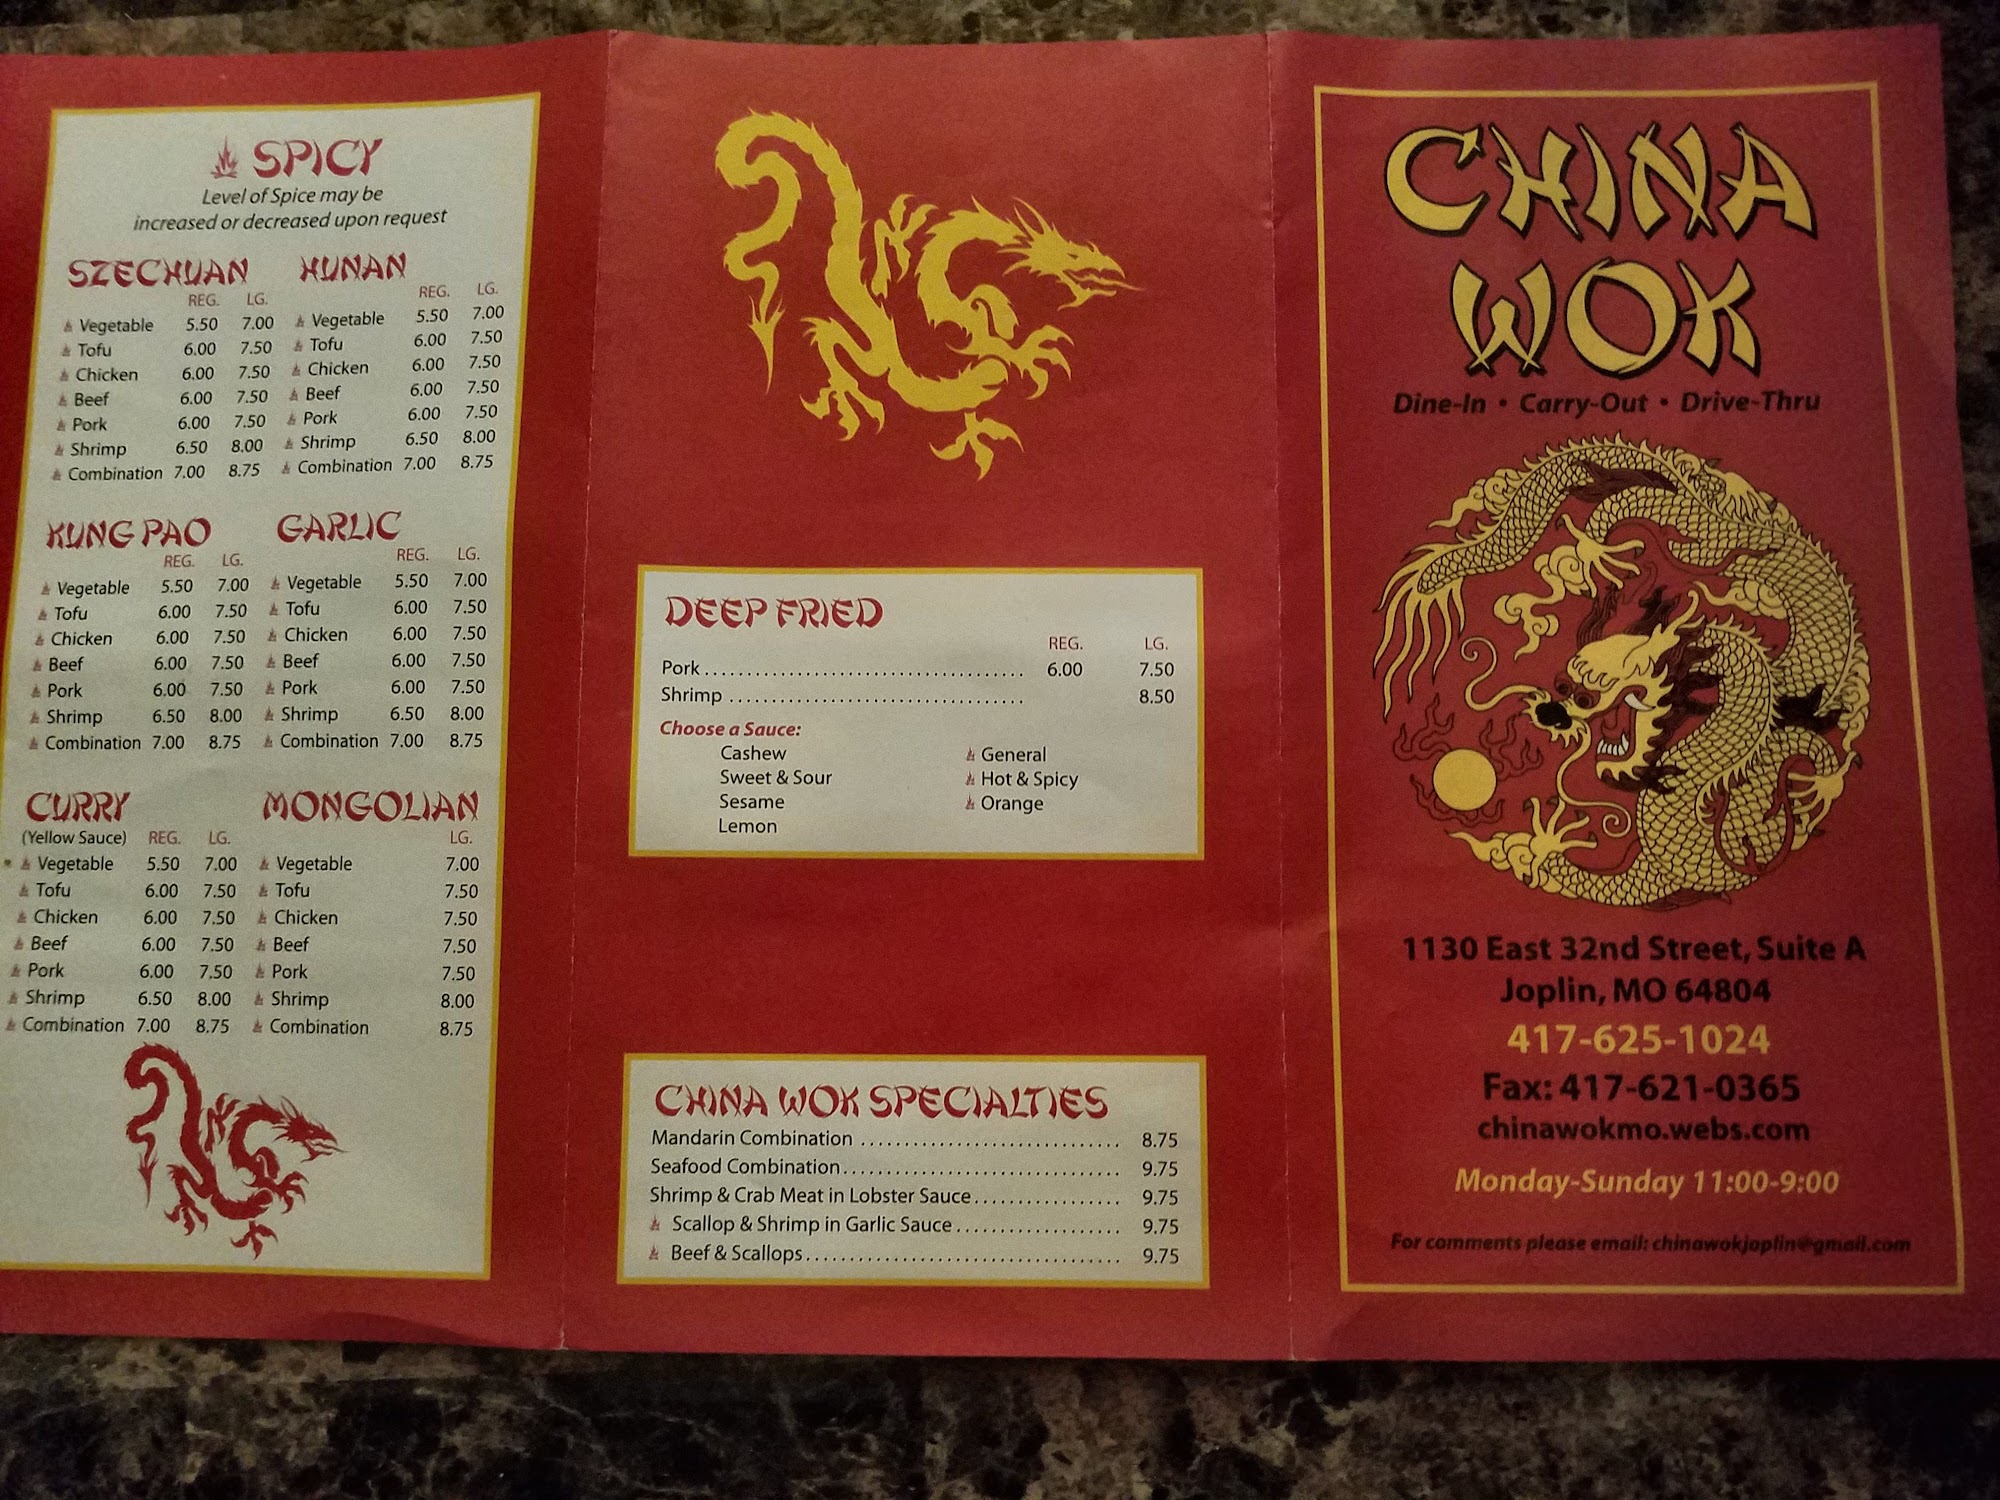 SPICY
Level of Spice may be
increased or decreased upon request
SZECHUAN
REG. LG.
Vegetable 5.50 7.00
Tofu 6.00 7.50
Chicken 6.00 7.50
Beef 6.00 7.50
Pork 6.00 7.50
Shrimp 6.50 8.00
Combination 7.00 8.75
HUNAN
REG. LG.
Vegetable 5.50 7.00
Tofu 6.00 7.50
Chicken 6.00 7.50
Beef 6.00 7.50
Pork 6.00 7.50
Shrimp 6.50 8.00
Combination 7.00 8.75
KUNG PAO
REG. LG.
Vegetable 5.50 7.00
Tofu 6.00 7.50
Chicken 6.00 7.50
Beef 6.00 7.50
Pork 6.00 7.50
Shrimp 6.50 8.00
Combination 7.00 8.75
GARLIC
REG. LG.
Vegetable 5.50 7.00
Tofu 6.00 7.50
Chicken 6.00 7.50
Beef 6.00 7.50
Pork 6.00 7.50
Shrimp 6.50 8.00
Combination 7.00 8.75
CURRY
(Yellow Sauce) REG. LG.
Vegetable 5.50 7.00
Tofu 6.00 7.50
Chicken 6.00 7.50
Beef 6.00 7.50
Pork 6.00 7.50
Shrimp 6.50 8.00
Combination 7.00 8.75
MONGOLIAN
LG.
Vegetable 7.00
Tofu 7.50
Chicken 7.50
Beef 7.50
Pork 7.50
Shrimp 8.00
Combination 8.75
DEEP FRIED
REG. LG.
Pork 6.00 7.50
Shrimp 8.50
Choose a Sauce:
Cashew
Sweet & Sour
Sesame
Lemon
General
Hot & Spicy
Orange
CHINA WOK SPECIALTIES
Mandarin Combination 8.75
Seafood Combination 9.75
Shrimp & Crab Meat in Lobster Sauce 9.75
Scallop & Shrimp in Garlic Sauce 9.75
Beef & Scallops 9.75
CHINA
WOK
Dine-In • Carry-Out • Drive-Thru
1130 East 32nd Street, Suite A
Joplin, MO 64804
417-625-1024
Fax: 417-621-0365
chinawokmo.webs.com
Monday-Sunday 11:00-9:00
For comments please email: chinawokjoplin@gmail.com